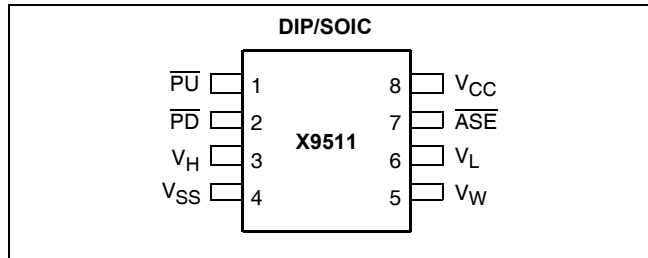 DIP/SOIC
PU 1 8 VCC
PD 2 X9511 7 ASE
VH 3 6 VL
VSS 4 5 VW